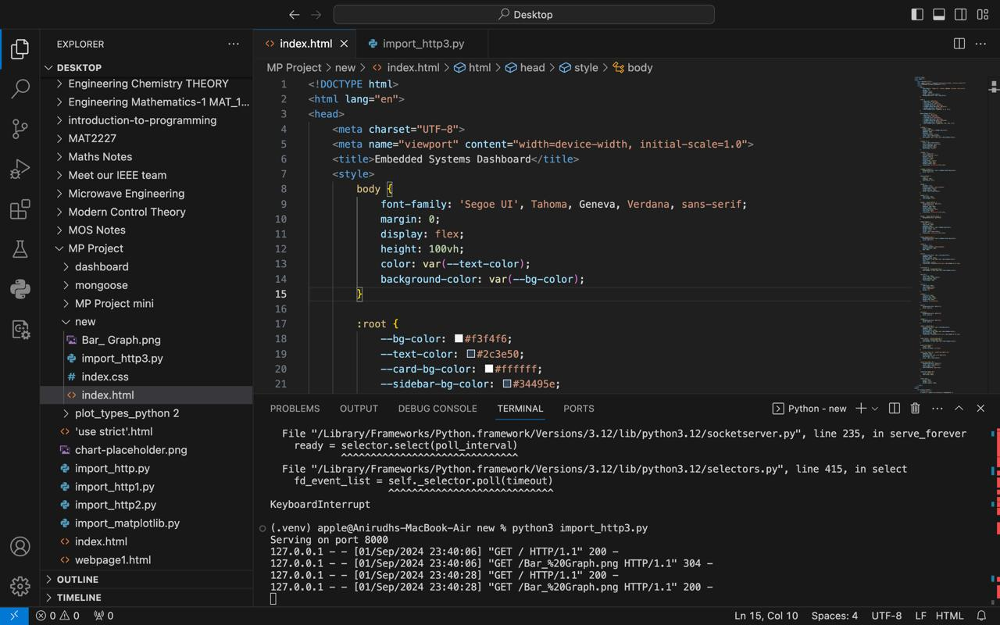 Desktop
EXPLORER
DESKTOP
Engineering Chemistry THEORY
Engineering Mathematics-1 MAT_1...
introduction-to-programming
MAT2227
Maths Notes
Meet our IEEE team
Microwave Engineering
Modern Control Theory
MOS Notes
MP Project
dashboard
mongoose
MP Project mini
new
Bar_ Graph.png
import_http3.py
index.css
index.html
plot_types_python 2
'use strict'.html
chart-placeholder.png
import_http.py
import_http1.py
import_http2.py
import_matplotlib.py
index.html
webpage1.html
OUTLINE
TIMELINE
index.html
import_http3.py
MP Project > new > index.html > html > head > style > body
1 <!DOCTYPE html>
2 <html lang="en">
3 <head>
4 <meta charset="UTF-8">
5 <meta name="viewport" content="width=device-width, initial-scale=1.0">
6 <title>Embedded Systems Dashboard</title>
7 <style>
8 body {
9 font-family: 'Segoe UI', Tahoma, Geneva, Verdana, sans-serif;
10 margin: 0;
11 display: flex;
12 height: 100vh;
13 color: var(--text-color);
14 background-color: var(--bg-color);
15 }
16
17 :root {
18 --bg-color: #f3f4f6;
19 --text-color: #2c3e50;
20 --card-bg-color: #ffffff;
21 --sidebar-bg-color: #34495e;
PROBLEMS OUTPUT DEBUG CONSOLE TERMINAL PORTS
Python - new
File "/Library/Frameworks/Python.framework/Versions/3.12/lib/python3.12/socketserver.py", line 235, in serve_forever
ready = selector.select(poll_interval)
^^^^^^^^^^^^^^^^^^^^^^^^^^^^^
File "/Library/Frameworks/Python.framework/Versions/3.12/lib/python3.12/selectors.py", line 415, in select
fd_event_list = self._selector.poll(timeout)
^^^^^^^^^^^^^^^^^^^^^^^^^^^^
KeyboardInterrupt
(.venv) apple@Anirudhs-MacBook-Air new % python3 import_http3.py
Serving on port 8000
127.0.0.1 - - [01/Sep/2024 23:40:06] "GET / HTTP/1.1" 200 -
127.0.0.1 - - [01/Sep/2024 23:40:06] "GET /Bar_%20Graph.png HTTP/1.1" 304 -
127.0.0.1 - - [01/Sep/2024 23:40:28] "GET / HTTP/1.1" 200 -
127.0.0.1 - - [01/Sep/2024 23:40:28] "GET /Bar_%20Graph.png HTTP/1.1" 200 -
0 0 0
Ln 15, Col 10 Spaces: 4 UTF-8 LF HTML